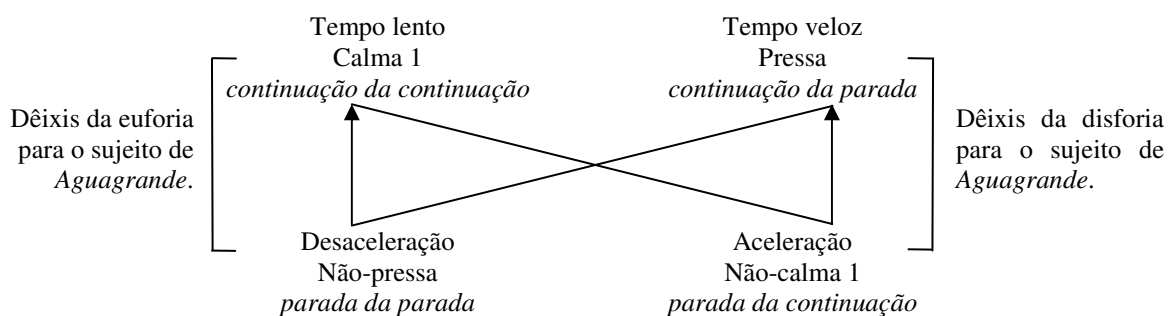 Tempo lento
Calma 1
continuação da continuação
Tempo veloz
Pressa
continuação da parada
Dêixis da euforia
para o sujeito de
Aguagrande.
Dêixis da disforia
para o sujeito de
Aguagrande.
Desaceleração
Não-pressa
parada da parada
Aceleração
Não-calma 1
parada da continuação